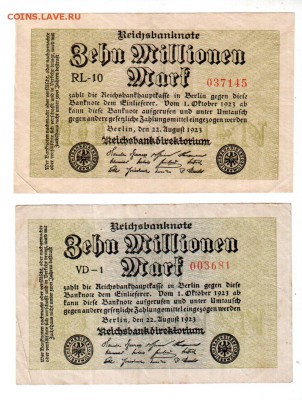 COINS.LAVE.RU
Reichsbanknote
Zehn Millionen
Mark
RL-10
037145
zahlt die Reichsbankhauptkasse in Berlin gegen diese
Banknote dem Einlieferer. Vom 1. Oktober 1923 ab
kann diese Banknote aufgerufen und unter Umtausch
gegen andere gesetzliche Zahlungsmittel eingezogen werden
Berlin, den 22. August 1923
Reichsbankdirektorium
Reichsbanknote
Zehn Millionen
Mark
VD-1
003681
zahlt die Reichsbankhauptkasse in Berlin gegen diese
Banknote dem Einlieferer. Vom 1. Oktober 1923 ab
kann diese Banknote aufgerufen und unter Umtausch
gegen andere gesetzliche Zahlungsmittel eingezogen werden
Berlin, den 22. August 1923
Reichsbankdirektorium